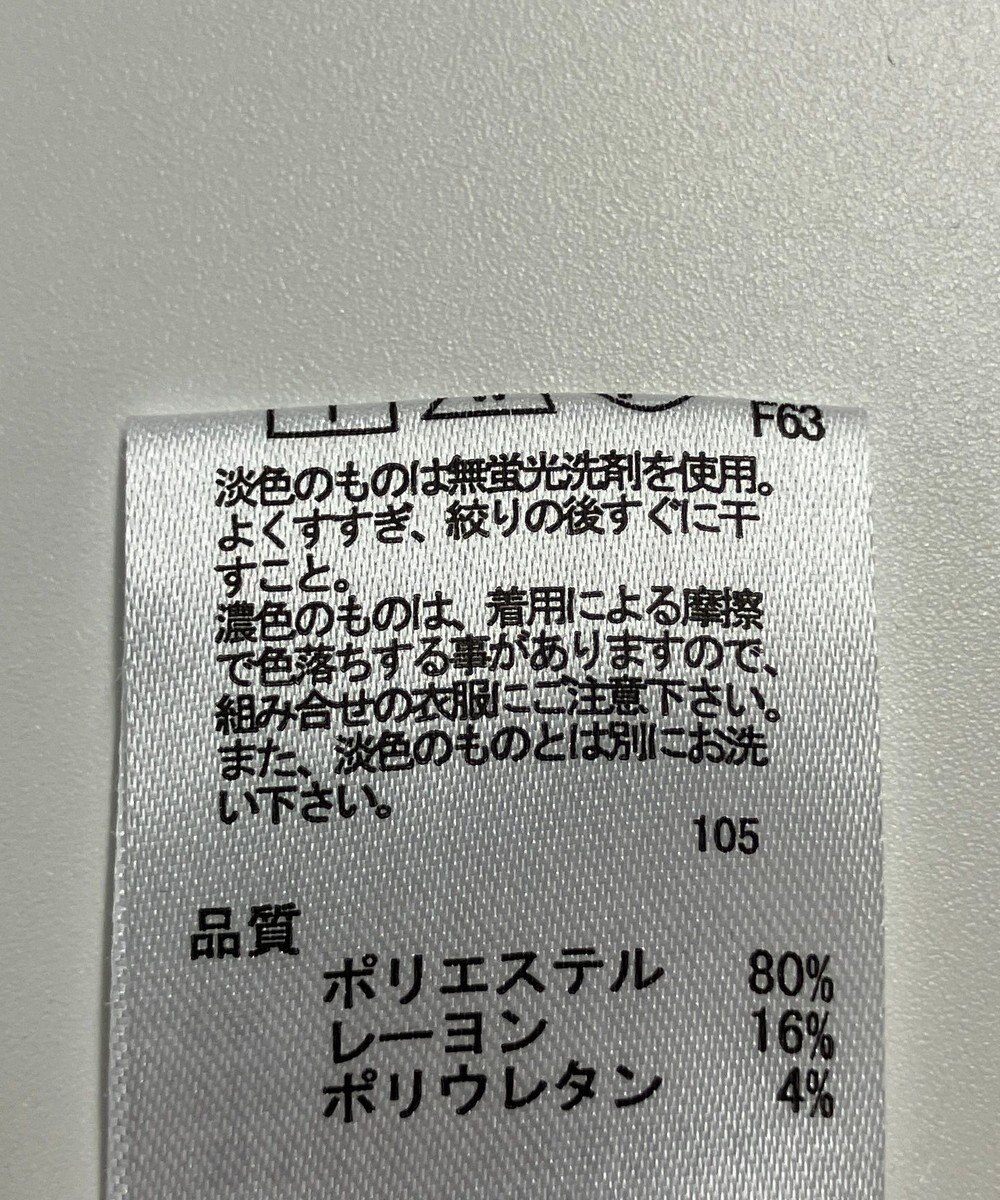 F63
淡色のものは無蛍光洗剤を使用。
よくすすぎ、絞りの後すぐに干
すこと。
濃色のものは、着用による摩擦
で色落ちする事がありますので、
組み合せの衣服にご注意下さい。
また、淡色のものとは別にお洗
い下さい。
105
品質
ポリエステル 80%
レーヨン 16%
ポリウレタン 4%